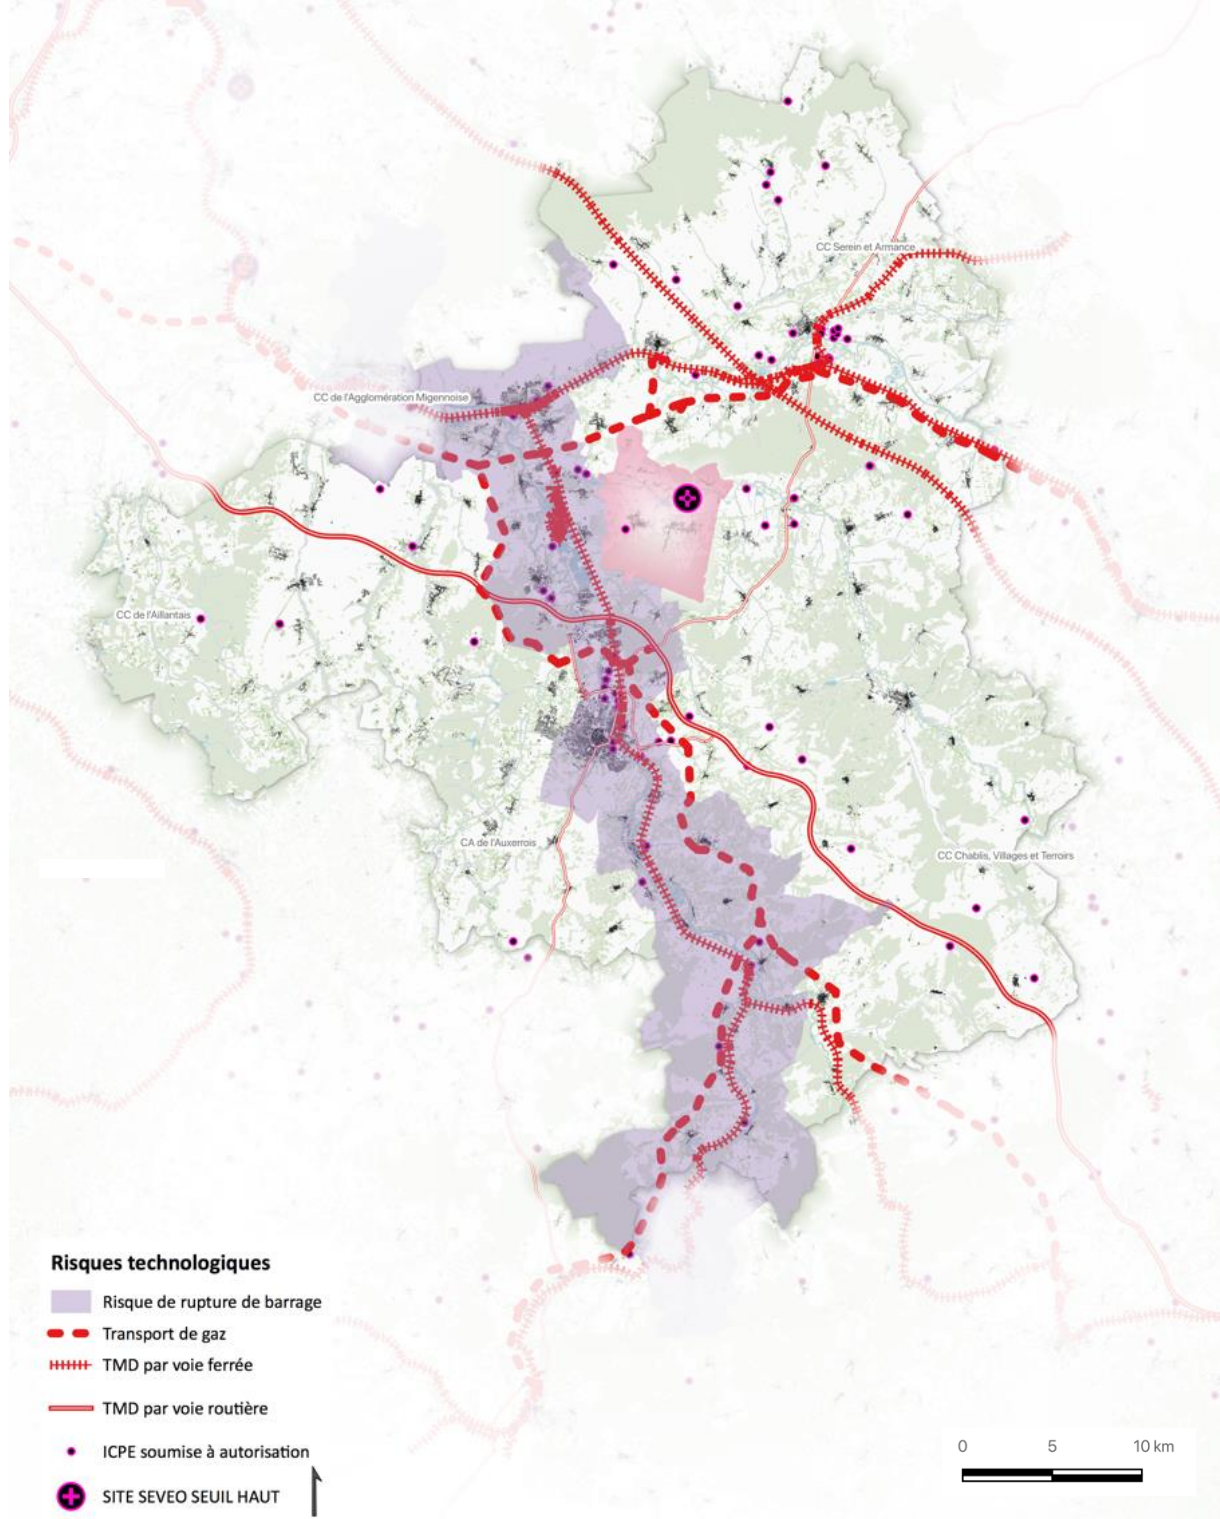 CC Serein et Armance
CC de l'Agglomération Migennoise
CC de l'Aillantais
CA de l'Auxerrois
CC Chablis, Villages et Terroirs
Risques technologiques
Risque de rupture de barrage
Transport de gaz
TMD par voie ferrée
TMD par voie routière
ICPE soumise à autorisation
SITE SEVEO SEUIL HAUT
0 5 10 km